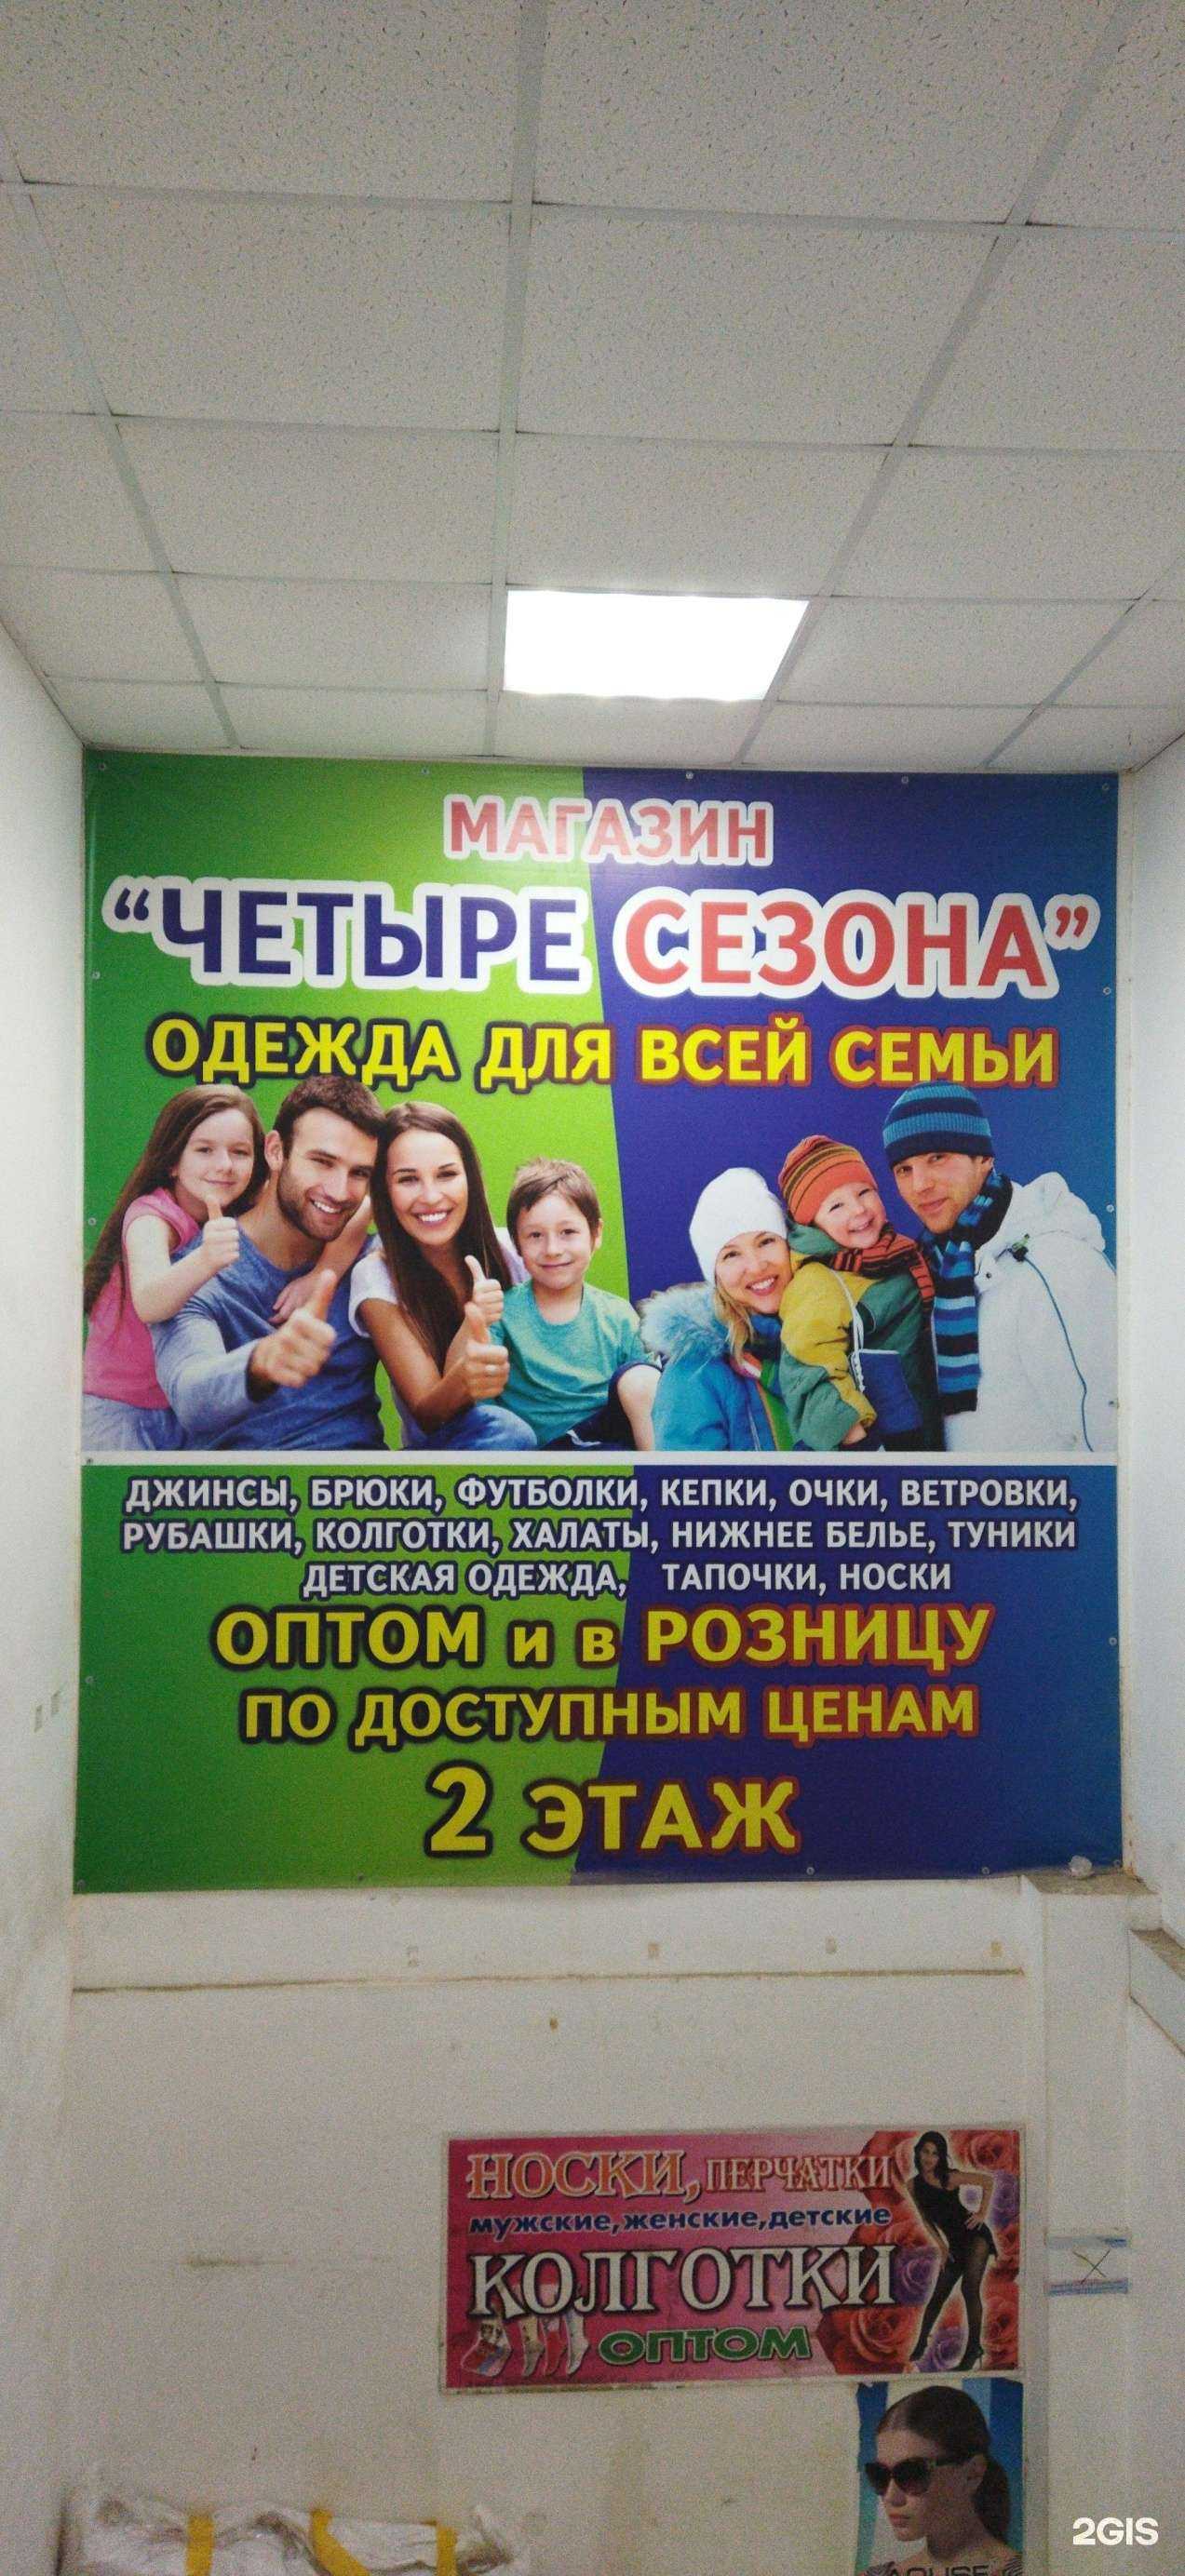 МАГАЗИН
“ЧЕТЫРЕ СЕЗОНА”
ОДЕЖДА ДЛЯ ВСЕЙ СЕМЬИ
ДЖИНСЫ, БРЮКИ, ФУТБОЛКИ, КЕПКИ, ОЧКИ, ВЕТРОВКИ,
РУБАШКИ, КОЛГОТКИ, ХАЛАТЫ, НИЖНЕЕ БЕЛЬЕ, ТУНИКИ
ДЕТСКАЯ ОДЕЖДА, ТАПОЧКИ, НОСКИ
ОПТОМ и в РОЗНИЦУ
ПО ДОСТУПНЫМ ЦЕНАМ
2 ЭТАЖ
НОСКИ, ПЕРЧАТКИ
мужские, женские, детские
КОЛГОТКИ
ОПТОМ
2GIS